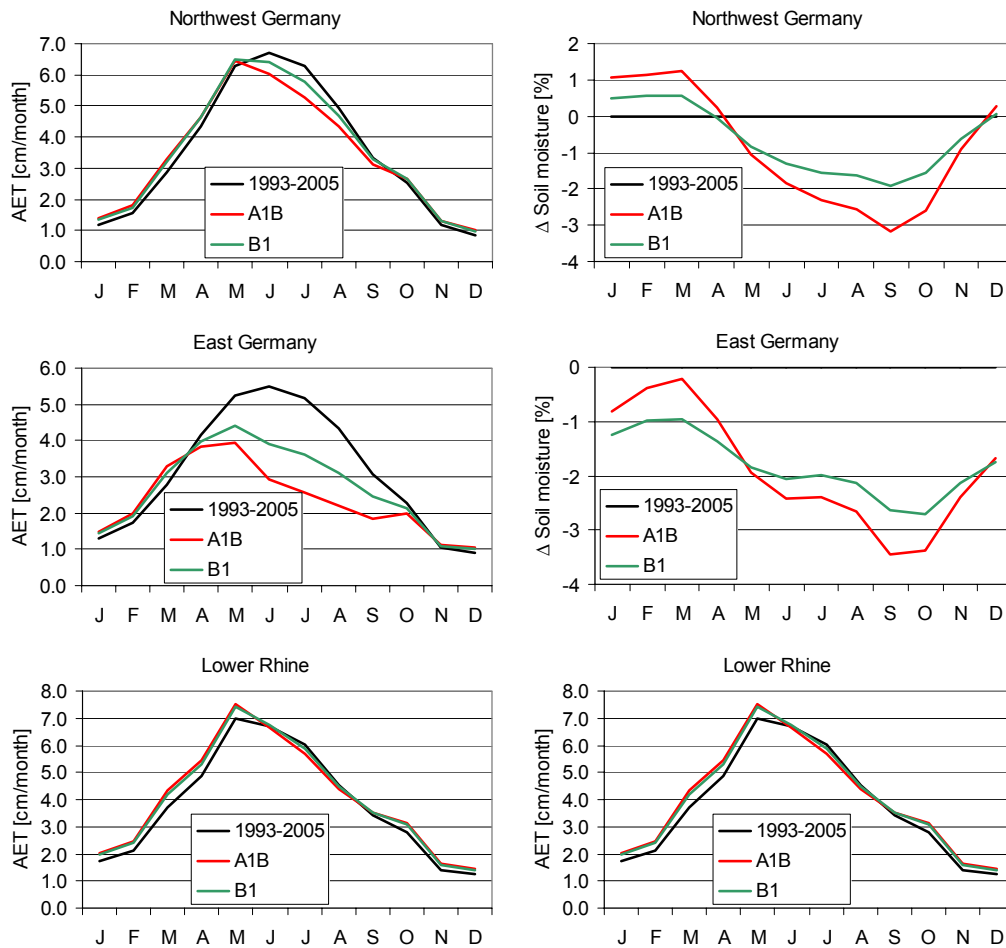 Northwest Germany
AET [cm/month]
7.0
6.0
5.0
4.0
3.0
2.0
1.0
0.0
1993-2005
A1B
B1
J F M A M J J A S O N D
Northwest Germany
Δ Soil moisture [%]
2
1
0
-1
-2
-3
-4
1993-2005
A1B
B1
J F M A M J J A S O N D
East Germany
AET [cm/month]
6.0
5.0
4.0
3.0
2.0
1.0
0.0
1993-2005
A1B
B1
J F M A M J J A S O N D
East Germany
Δ Soil moisture [%]
0
-1
-2
-3
-4
1993-2005
A1B
B1
J F M A M J J A S O N D
Lower Rhine
AET [cm/month]
8.0
7.0
6.0
5.0
4.0
3.0
2.0
1.0
0.0
1993-2005
A1B
B1
J F M A M J J A S O N D
Lower Rhine
AET [cm/month]
8.0
7.0
6.0
5.0
4.0
3.0
2.0
1.0
0.0
1993-2005
A1B
B1
J F M A M J J A S O N D